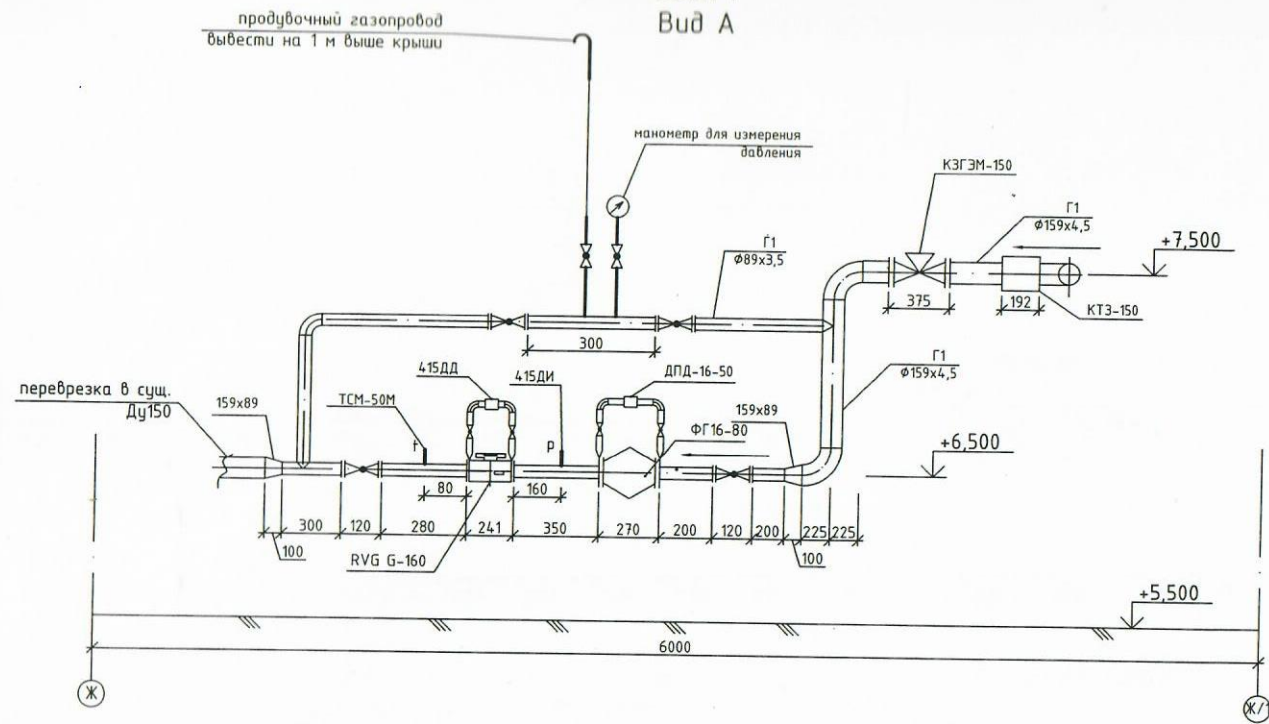 Вид А
продувочный газопровод
вывести на 1 м выше крыши
манометр для измерения
давления
КЗГЭМ-150
Г1
Ф159х4,5
+7,500
Г1
Ф89х3,5
375
192
КТЗ-150
300
Г1
Ф159х4,5
415ДД
415ДИ
ДПД-16-50
переврезка в сущ.
Ду150
159х89
ТСМ-50М
159х89
ФГ16-80
+6,500
t
p
80
160
300
120
280
241
350
270
200
120
200
225
225
100
100
RVG G-160
+5,500
6000
Ж
Ж/1